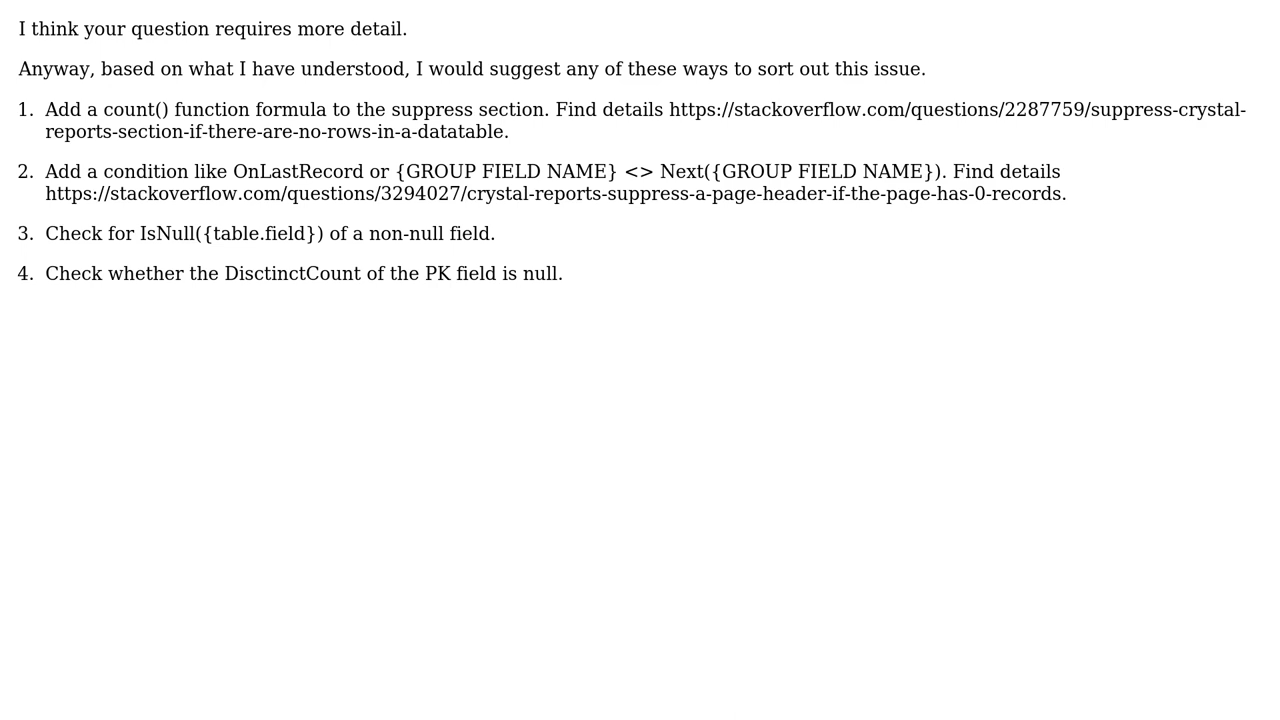 I think your question requires more detail.
Anyway, based on what I have understood, I would suggest any of these ways to sort out this issue.
1. Add a count() function formula to the suppress section. Find details https://stackoverflow.com/questions/2287759/suppress-crystal-
reports-section-if-there-are-no-rows-in-a-datatable.
2. Add a condition like OnLastRecord or {GROUP FIELD NAME} <> Next({GROUP FIELD NAME}). Find details
https://stackoverflow.com/questions/3294027/crystal-reports-suppress-a-page-header-if-the-page-has-0-records.
3. Check for IsNull({table.field}) of a non-null field.
4. Check whether the DisctinctCount of the PK field is null.